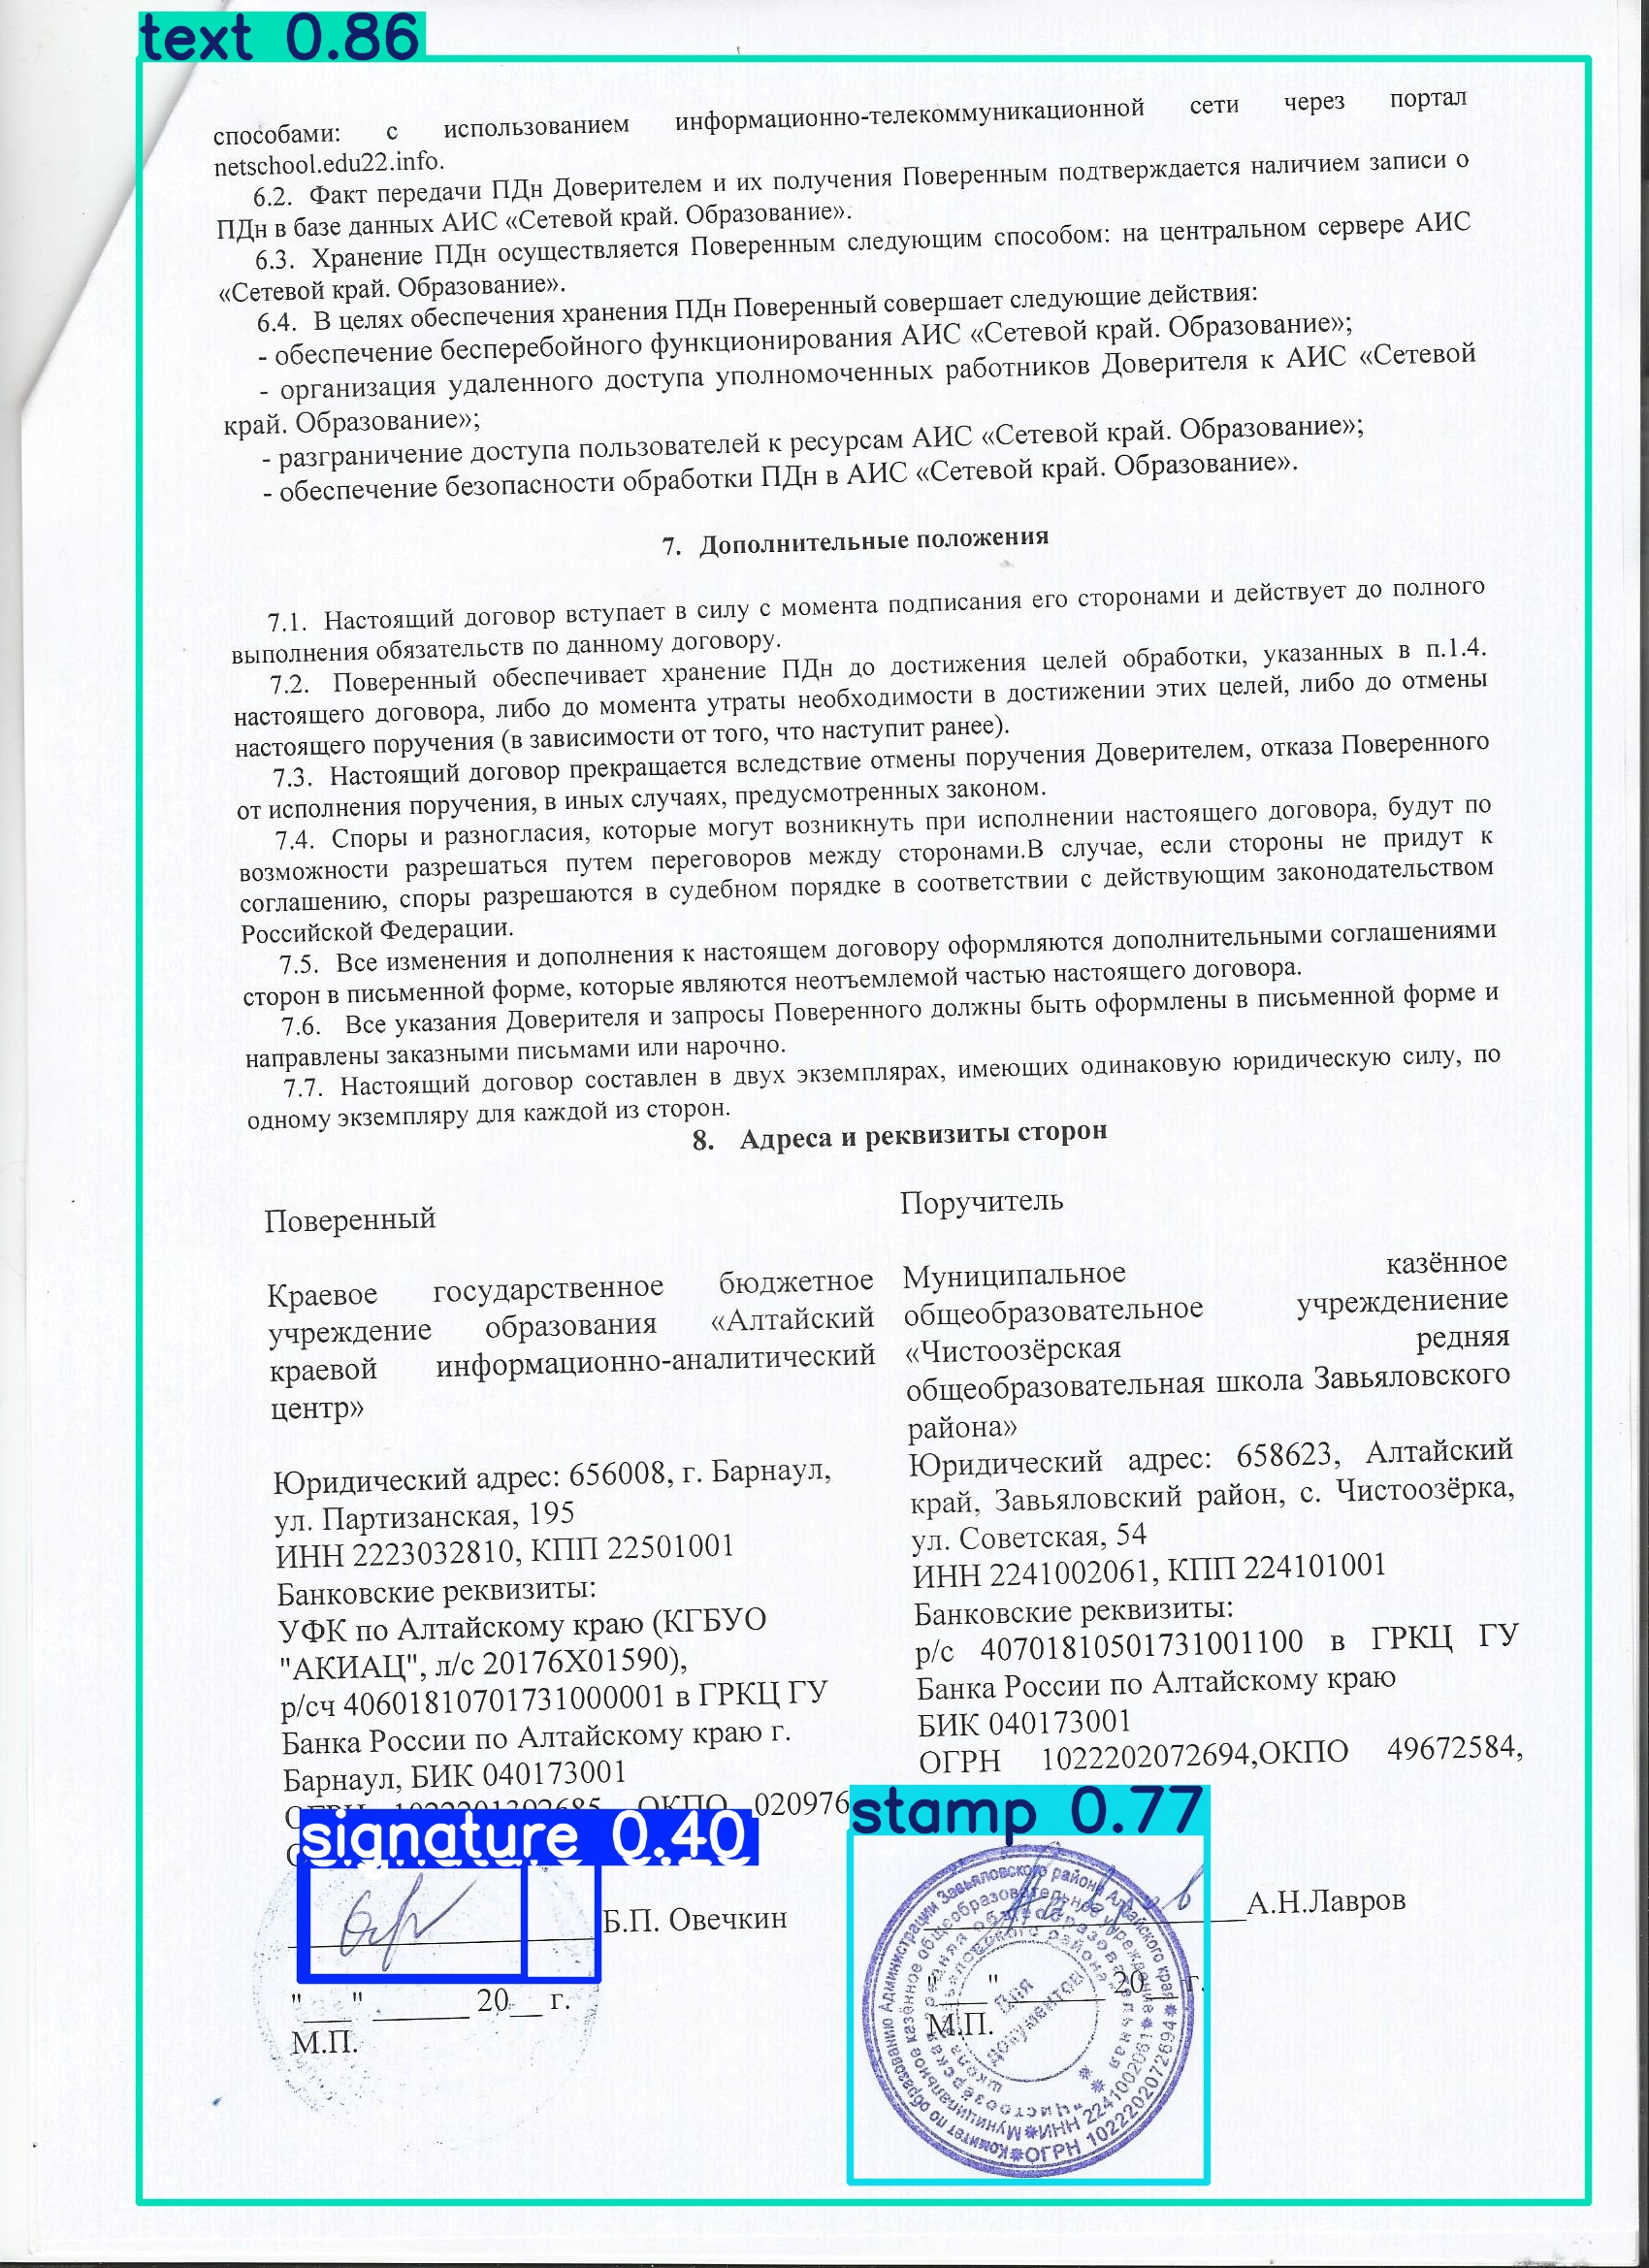 text 0.86
способами: с использованием информационно-телекоммуникационной сети через портал
netschool.edu22.info.
6.2. Факт передачи ПДн Доверителем и их получения Поверенным подтверждается наличием записи о
ПДн в базе данных АИС «Сетевой край. Образование».
6.3. Хранение ПДн осуществляется Поверенным следующим способом: на центральном сервере АИС
«Сетевой край. Образование».
6.4. В целях обеспечения хранения ПДн Поверенный совершает следующие действия:
- обеспечение бесперебойного функционирования АИС «Сетевой край. Образование»;
- организация удаленного доступа уполномоченных работников Доверителя к АИС «Сетевой
край. Образование»;
- разграничение доступа пользователей к ресурсам АИС «Сетевой край. Образование»;
- обеспечение безопасности обработки ПДн в АИС «Сетевой край. Образование».
7. Дополнительные положения
7.1. Настоящий договор вступает в силу с момента подписания его сторонами и действует до полного
выполнения обязательств по данному договору.
7.2. Поверенный обеспечивает хранение ПДн до достижения целей обработки, указанных в п.1.4.
настоящего договора, либо до момента утраты необходимости в достижении этих целей, либо до отмены
настоящего поручения (в зависимости от того, что наступит ранее).
7.3. Настоящий договор прекращается вследствие отмены поручения Доверителем, отказа Поверенного
от исполнения поручения, в иных случаях, предусмотренных законом.
7.4. Споры и разногласия, которые могут возникнуть при исполнении настоящего договора, будут по
возможности разрешаться путем переговоров между сторонами.В случае, если стороны не придут к
соглашению, споры разрешаются в судебном порядке в соответствии с действующим законодательством
Российской Федерации.
7.5. Все изменения и дополнения к настоящем договору оформляются дополнительными соглашениями
сторон в письменной форме, которые являются неотъемлемой частью настоящего договора.
7.6. Все указания Доверителя и запросы Поверенного должны быть оформлены в письменной форме и
направлены заказными письмами или нарочно.
7.7. Настоящий договор составлен в двух экземплярах, имеющих одинаковую юридическую силу, по
одному экземпляру для каждой из сторон.
8. Адреса и реквизиты сторон
Поверенный
Краевое государственное бюджетное
учреждение образования «Алтайский
краевой информационно-аналитический
центр»
Юридический адрес: 656008, г. Барнаул,
ул. Партизанская, 195
ИНН 2223032810, КПП 22501001
Банковские реквизиты:
УФК по Алтайскому краю (КГБУО
"АКИАЦ", л/с 20176Х01590),
р/сч 40601810701731000001 в ГРКЦ ГУ
Банка России по Алтайскому краю г.
Барнаул, БИК 040173001
ОГРН 1022201392685, ОКПО 020976
signature 0.40
Б.П. Овечкин
"___" ______ 20__ г.
М.П.
Поручитель
Муниципальное казённое
общеобразовательное учреждениение
«Чистоозёрская редняя
общеобразовательная школа Завьяловского
района»
Юридический адрес: 658623, Алтайский
край, Завьяловский район, с. Чистоозёрка,
ул. Советская, 54
ИНН 2241002061, КПП 224101001
Банковские реквизиты:
р/с 40701810501731001100 в ГРКЦ ГУ
Банка России по Алтайскому краю
БИК 040173001
ОГРН 1022202072694,ОКПО 49672584,
stamp 0.77
А.Н.Лавров
"___" ______ 20__ г.
М.П.
Комитет по образованию Администрации Завьяловского района Алтайского края * ОГРН 1022202072694 *
Муниципальное казённое общеобразовательное учреждение * ИНН 2241002061 *
"Чистоозёрская средняя общеобразовательная
школа Завьяловского района"
Для
документов